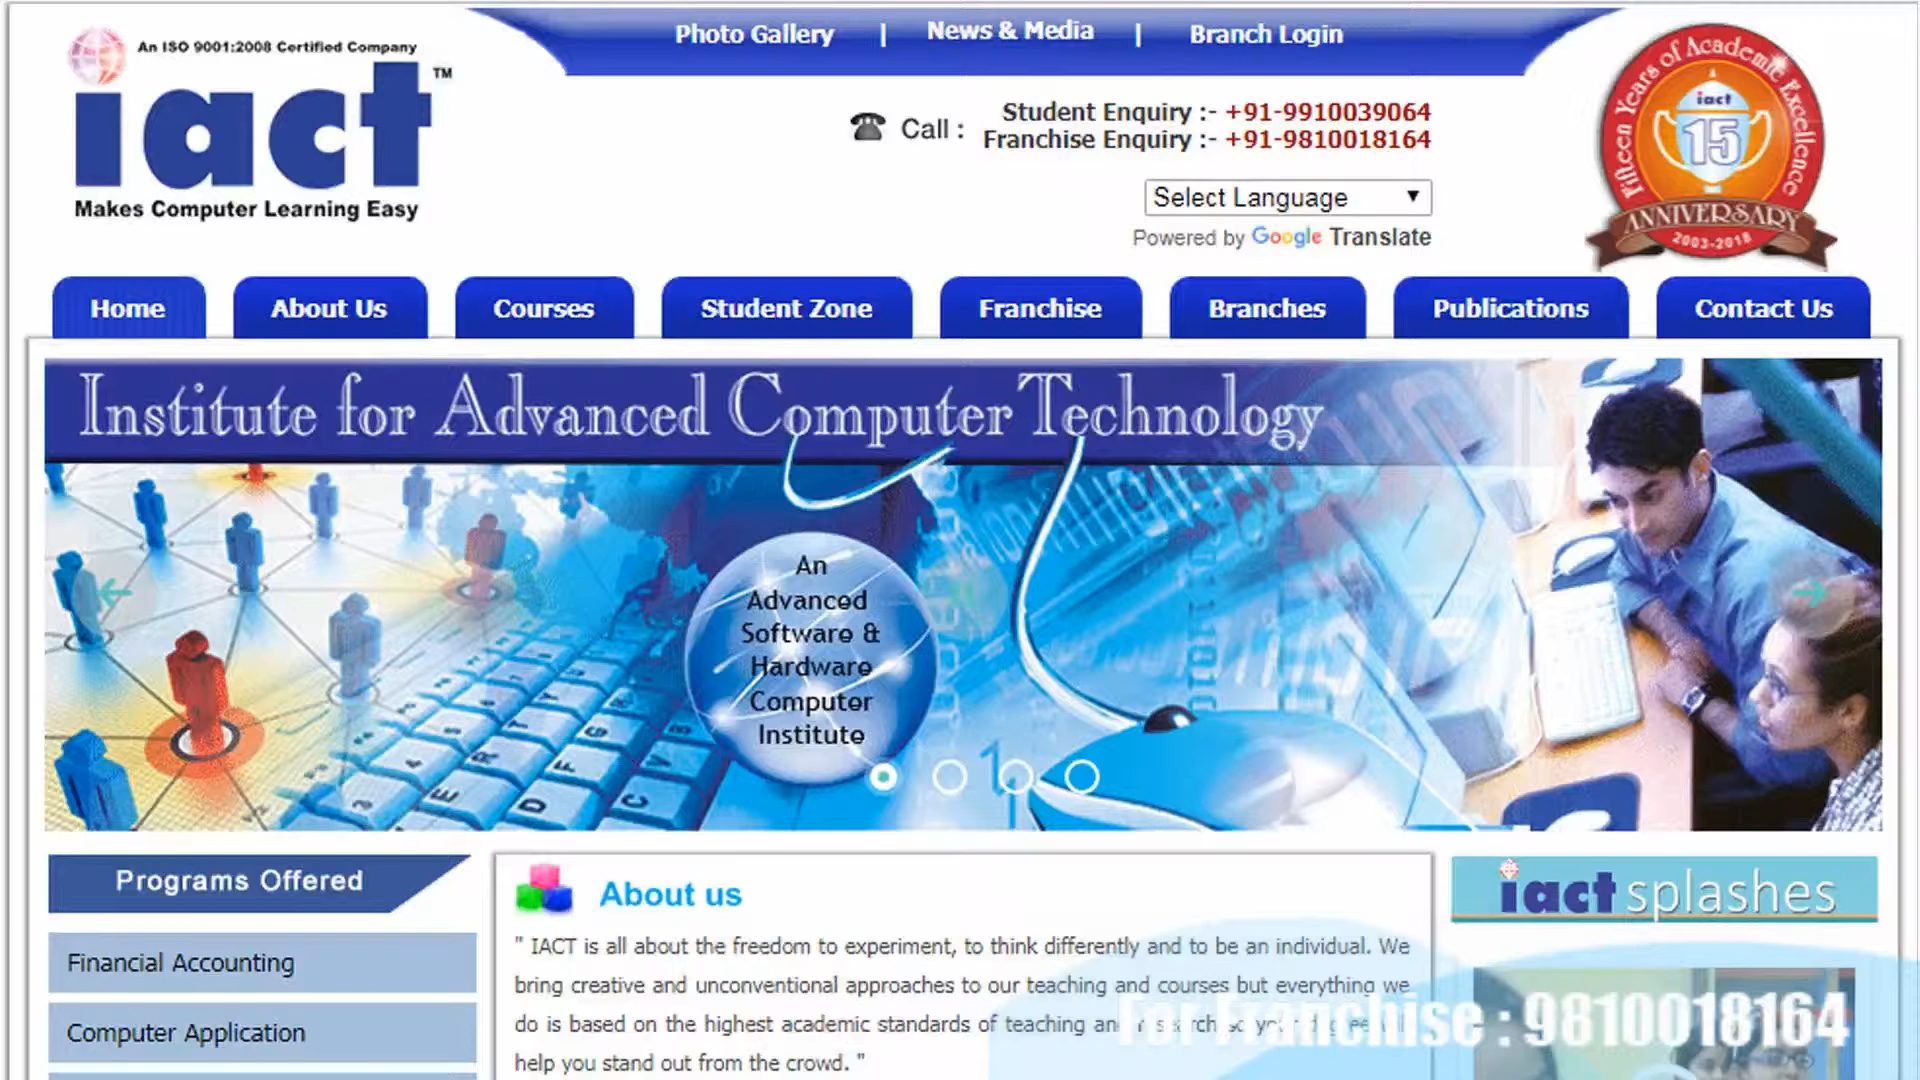 An ISO 9001:2008 Certified Company
iact TM
Makes Computer Learning Easy
Photo Gallery | News & Media | Branch Login
Call :
Student Enquiry :- +91-9910039064
Franchise Enquiry :- +91-9810018164
Select Language
Powered by Google Translate
Fifteen Years of Academic Excellence
iact
15
ANNIVERSARY
2003-2018
Home
About Us
Courses
Student Zone
Franchise
Branches
Publications
Contact Us
Institute for Advanced Computer Technology
An
Advanced
Software &
Hardware
Computer
Institute
Programs Offered
Financial Accounting
Computer Application
About us
" IACT is all about the freedom to experiment, to think differently and to be an individual. We
bring creative and unconventional approaches to our teaching and courses but everything we
do is based on the highest academic standards of teaching
help you stand out from the crowd. "
iact splashes
For Franchise : 9810018164